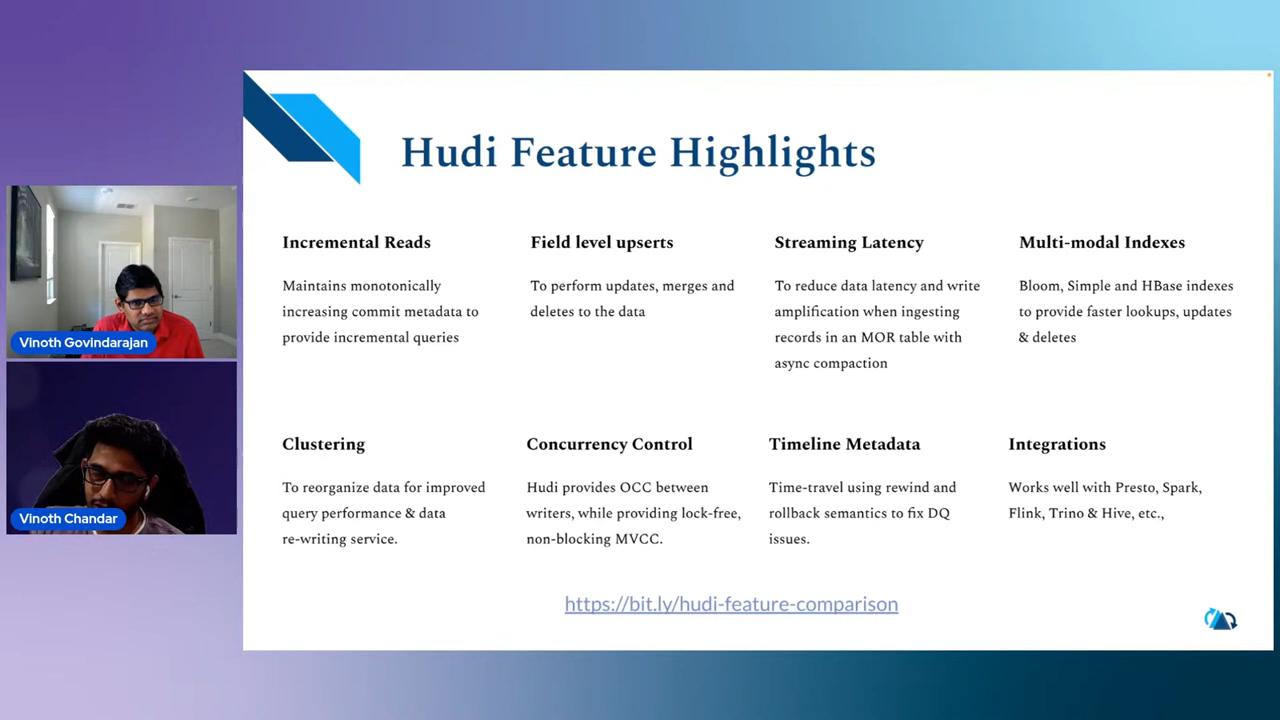 Hudi Feature Highlights
Incremental Reads
Maintains monotonically
increasing commit metadata to
provide incremental queries
Field level upserts
To perform updates, merges and
deletes to the data
Streaming Latency
To reduce data latency and write
amplification when ingesting
records in an MOR table with
async compaction
Multi-modal Indexes
Bloom, Simple and HBase indexes
to provide faster lookups, updates
& deletes
Clustering
To reorganize data for improved
query performance & data
re-writing service.
Concurrency Control
Hudi provides OCC between
writers, while providing lock-free,
non-blocking MVCC.
Timeline Metadata
Time-travel using rewind and
rollback semantics to fix DQ
issues.
Integrations
Works well with Presto, Spark,
Flink, Trino & Hive, etc.,
https://bit.ly/hudi-feature-comparison
Vinoth Govindarajan
Vinoth Chandar